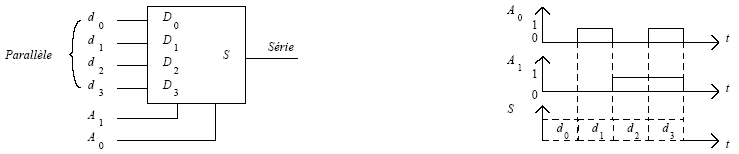 d0 D0
d1 D1
Parallèle d2 D2 S Série
d3 D3
A1
A0
A0 1
0 t
A1 1
0 t
S
d0 d1 d2 d3
t